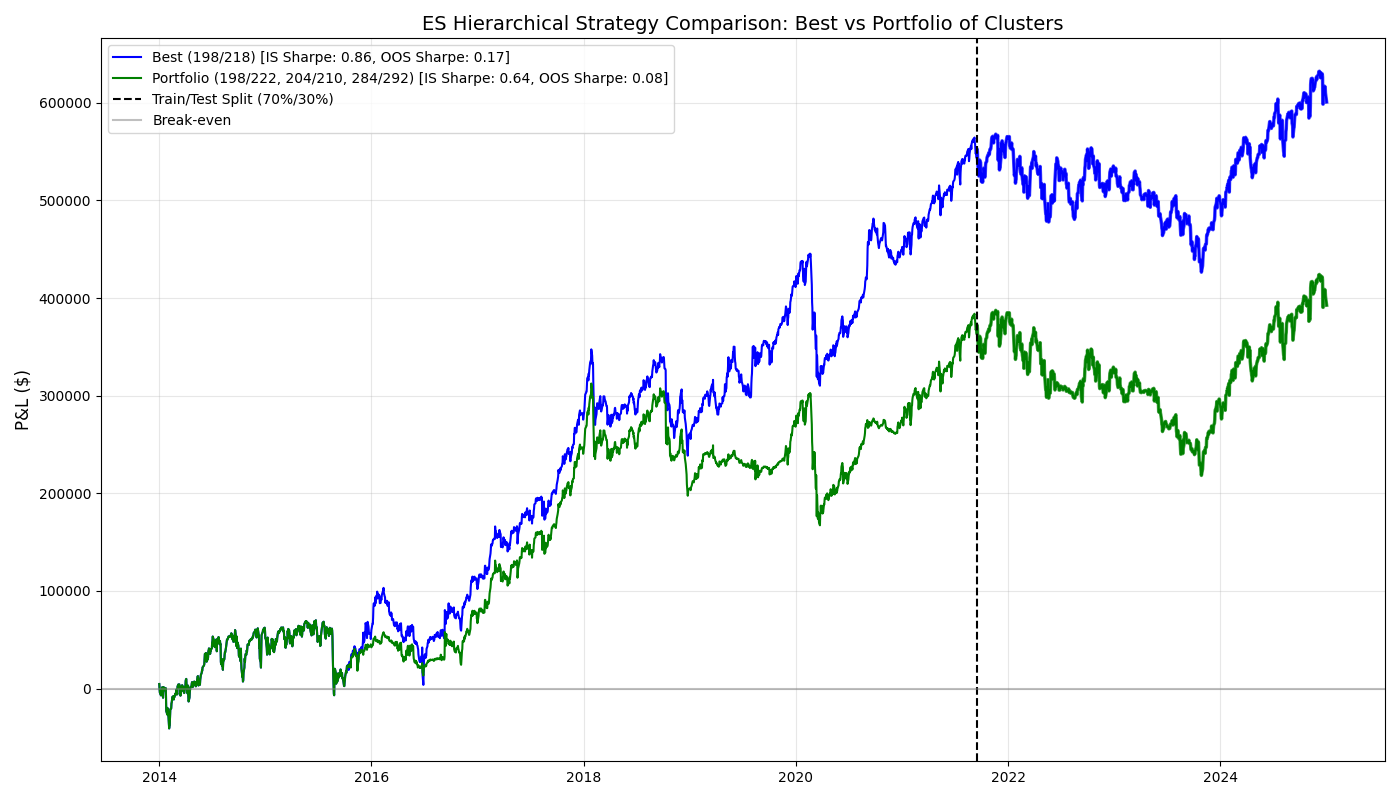 ES Hierarchical Strategy Comparison: Best vs Portfolio of Clusters
Best (198/218) [IS Sharpe: 0.86, OOS Sharpe: 0.17]
Portfolio (198/222, 204/210, 284/292) [IS Sharpe: 0.64, OOS Sharpe: 0.08]
Train/Test Split (70%/30%)
Break-even
P&L ($)
600000
500000
400000
300000
200000
100000
0
2014 2016 2018 2020 2022 2024